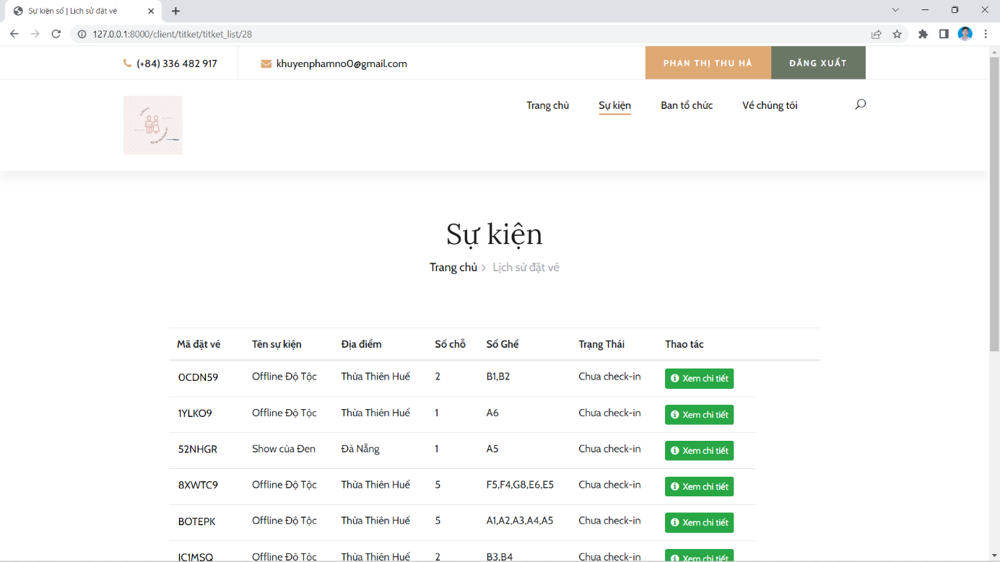 Sự kiện số | Lịch sử đặt vé
127.0.0.1:8000/client/titket/titket_list/28
(+84) 336 482 917 khuyenphamno0@gmail.com PHAN THỊ THU HÀ ĐĂNG XUẤT
Trang chủ Sự kiện Ban tổ chức Về chúng tôi
Sự kiện
Trang chủ > Lịch sử đặt vé
Mã đặt vé Tên sự kiện Địa điểm Số chỗ Số Ghế Trạng Thái Thao tác
0CDN59 Offline Độ Tộc Thừa Thiên Huế 2 B1,B2 Chưa check-in Xem chi tiết
1YLKO9 Offline Độ Tộc Thừa Thiên Huế 1 A6 Chưa check-in Xem chi tiết
52NHGR Show của Đen Đà Nẵng 1 A5 Chưa check-in Xem chi tiết
8XWTC9 Offline Độ Tộc Thừa Thiên Huế 5 F5,F4,G8,E6,E5 Chưa check-in Xem chi tiết
BOTEPK Offline Độ Tộc Thừa Thiên Huế 5 A1,A2,A3,A4,A5 Chưa check-in Xem chi tiết
IC1MSQ Offline Độ Tộc Thừa Thiên Huế 2 B3,B4 Chưa check-in Xem chi tiết